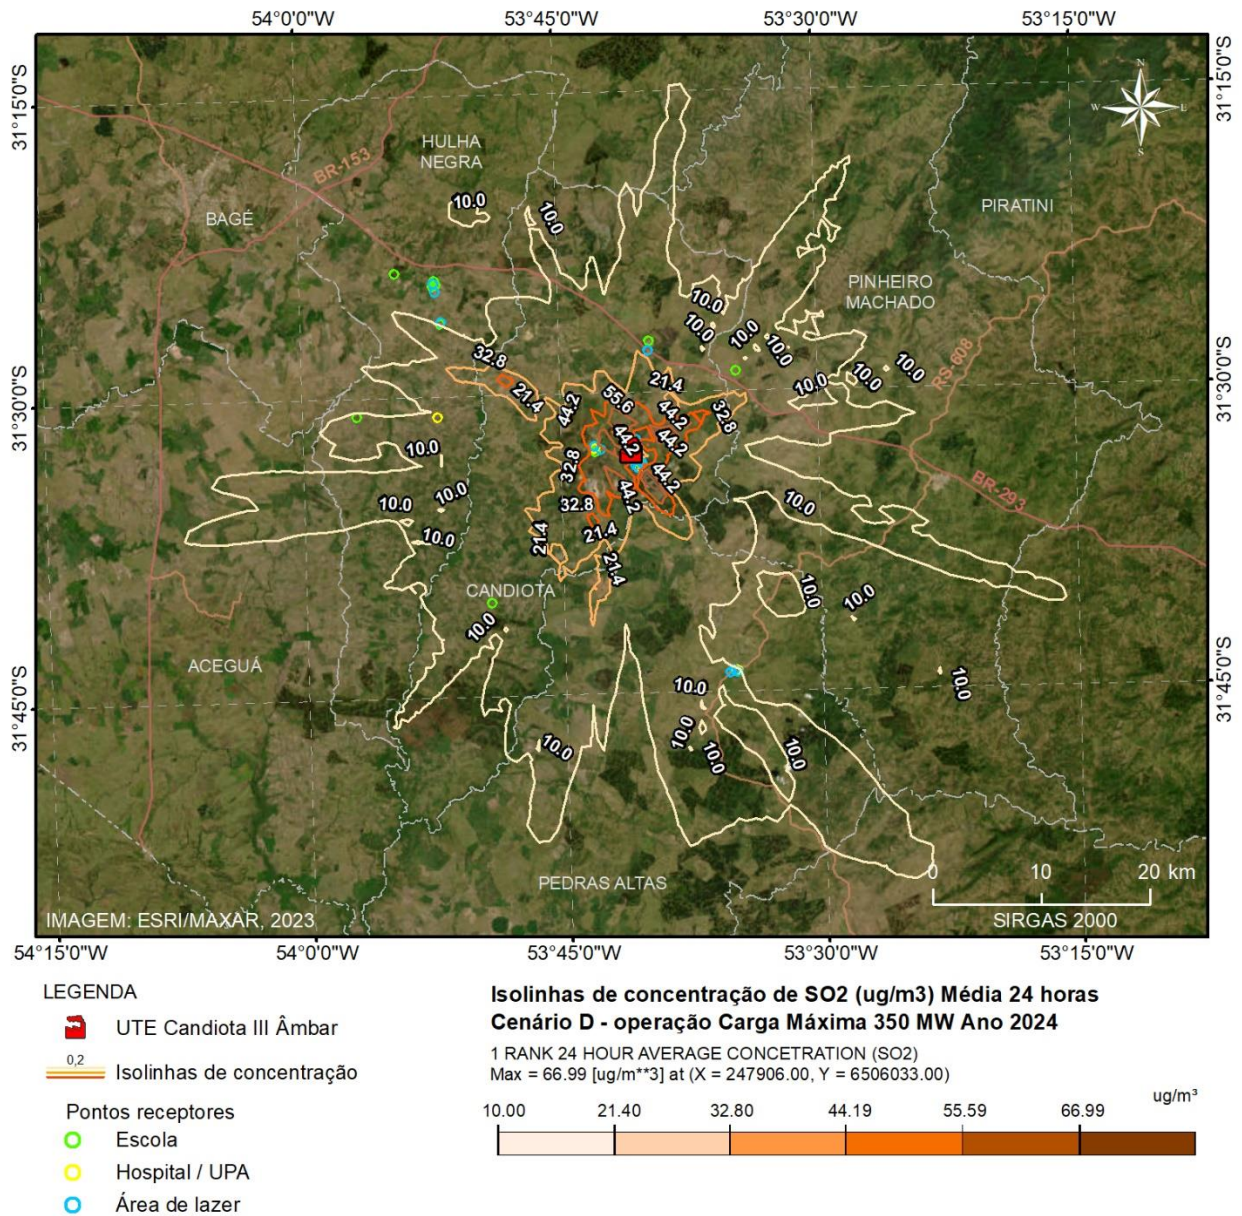 54°00'0"W 53°45'0"W 53°30'0"W 53°15'0"W
31°15'0"S
31°15'0"S
N
W E
S
HULHA
NEGRA
BR-153
10.0
10.0
10.0
BAGÉ
PIRATINI
PINHEIRO
MACHADO
10.0
10.0
10.0
10.0
RS-608
32.8
21.4
10.0
10.0
10.0
31°30'0"S
31°30'0"S
21.4
44.2
55.6
44.2
32.8
44.2
44.2
10.0
32.8
44.2
BR-293
10.0
10.0
32.8
44.2
10.0
10.0
21.4
21.4
21.4
CANDIOTA
10.0
10.0
10.0
ACEGUÁ
10.0
10.0
31°45'0"S
31°45'0"S
10.0
10.0
10.0
10.0
PEDRAS ALTAS
0 10 20 km
IMAGEM: ESRI/MAXAR, 2023
SIRGAS 2000
54°15'0"W 54°00'0"W 53°45'0"W 53°30'0"W 53°15'0"W
LEGENDA
UTE Candiota III Âmbar
0,2
Isolinhas de concentração
Pontos receptores
Escola
Hospital / UPA
Área de lazer
Isolinhas de concentração de SO2 (ug/m3) Média 24 horas
Cenário D - operação Carga Máxima 350 MW Ano 2024
1 RANK 24 HOUR AVERAGE CONCETRATION (SO2)
Max = 66.99 [ug/m**3] at (X = 247906.00, Y = 6506033.00)
ug/m³
10.00 21.40 32.80 44.19 55.59 66.99